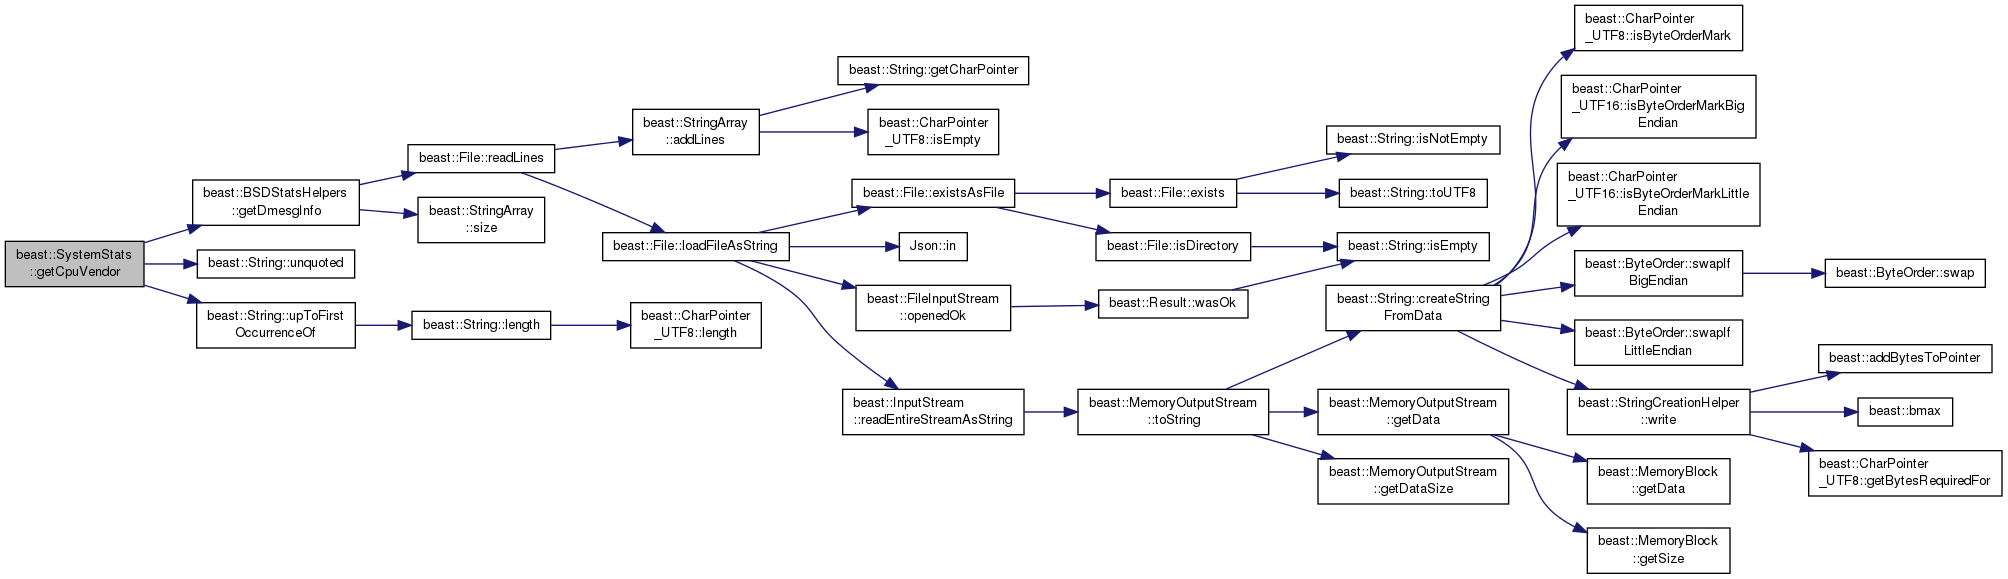 beast::SystemStats
::getCpuVendor
beast::BSDStatsHelpers
::getDmesgInfo
beast::String::unquoted
beast::String::upToFirst
OccurrenceOf
beast::File::readLines
beast::StringArray
::size
beast::String::length
beast::StringArray
::addLines
beast::File::loadFileAsString
beast::CharPointer
_UTF8::length
beast::String::getCharPointer
beast::CharPointer
_UTF8::isEmpty
beast::File::existsAsFile
Json::in
beast::FileInputStream
::openedOk
beast::InputStream
::readEntireStreamAsString
beast::File::exists
beast::File::isDirectory
beast::Result::wasOk
beast::MemoryOutputStream
::toString
beast::String::isNotEmpty
beast::String::toUTF8
beast::String::isEmpty
beast::String::createString
FromData
beast::MemoryOutputStream
::getData
beast::MemoryOutputStream
::getDataSize
beast::CharPointer
_UTF8::isByteOrderMark
beast::CharPointer
_UTF16::isByteOrderMarkBig
Endian
beast::CharPointer
_UTF16::isByteOrderMarkLittle
Endian
beast::ByteOrder::swapIf
BigEndian
beast::ByteOrder::swapIf
LittleEndian
beast::StringCreationHelper
::write
beast::MemoryBlock
::getData
beast::MemoryBlock
::getSize
beast::ByteOrder::swap
beast::addBytesToPointer
beast::bmax
beast::CharPointer
_UTF8::getBytesRequiredFor